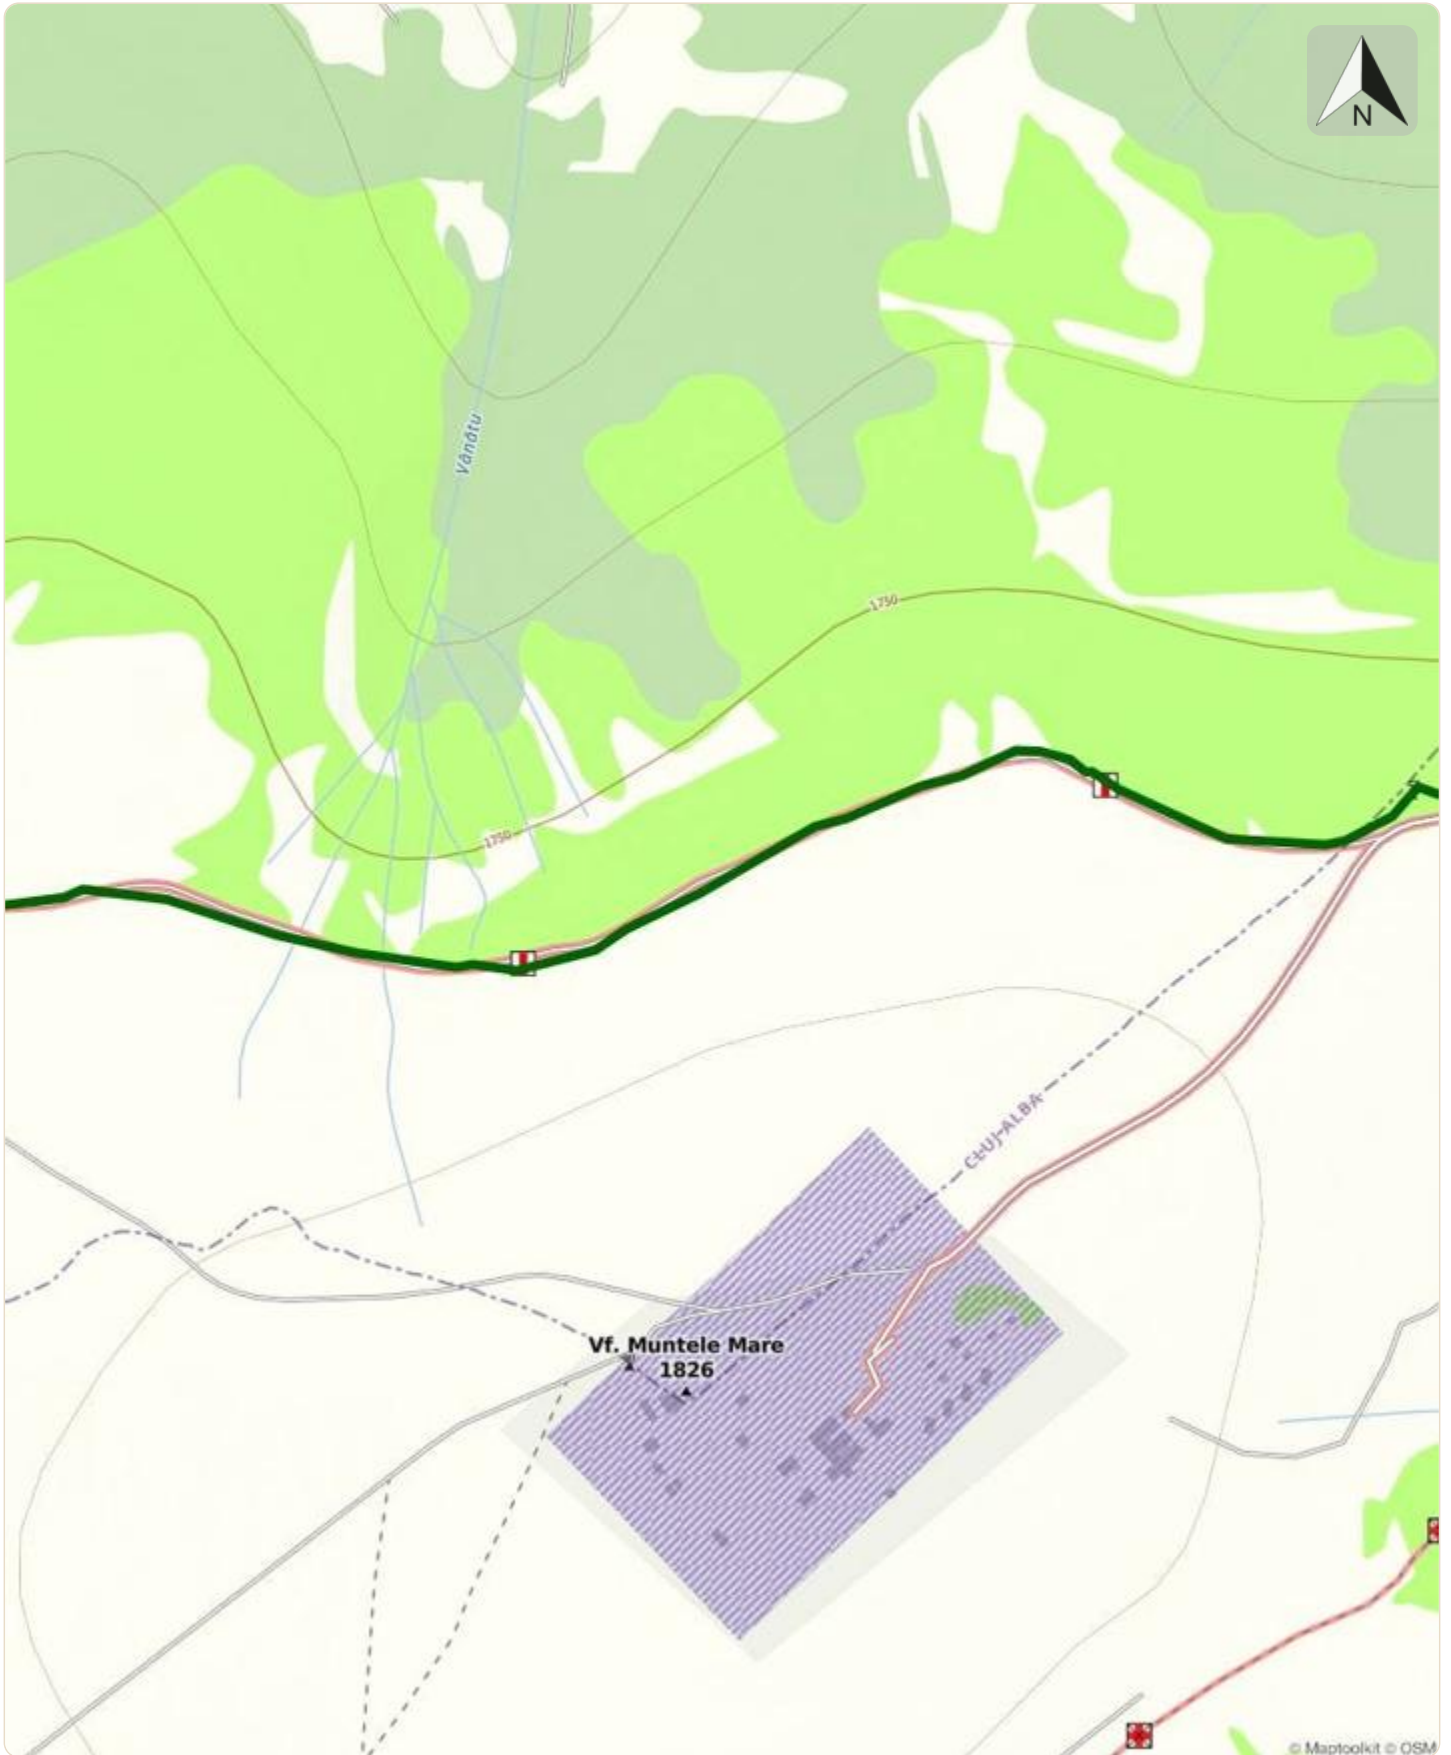 N
Vânătu
1750
1750
CLUJ-ALBA
Vf. Muntele Mare
1826
© Maptoolkit © OSM